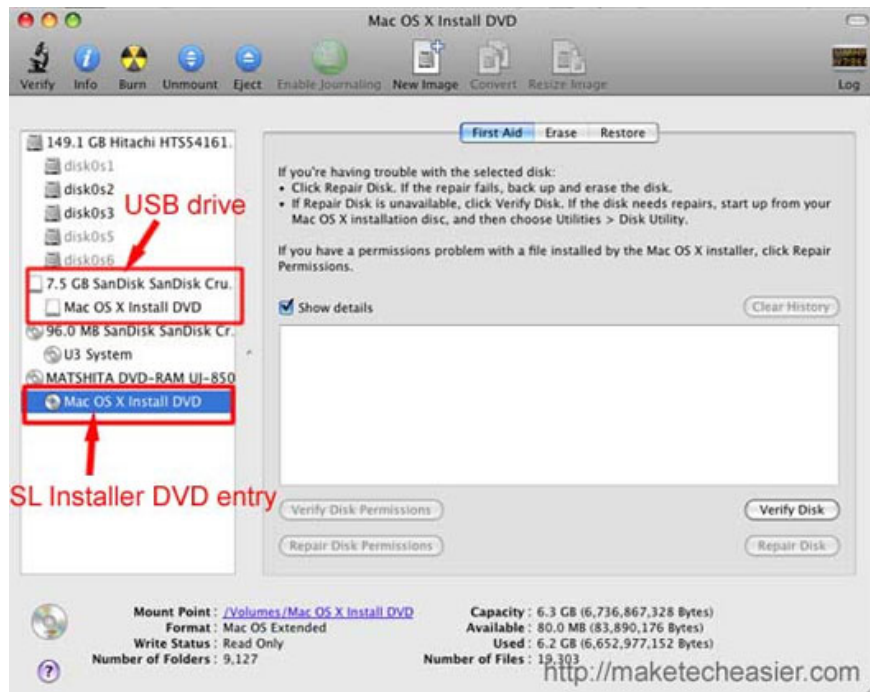 Mac OS X Install DVD
Verify Info Burn Unmount Eject Enable Journaling New Image Convert Resize Image Log
149.1 GB Hitachi HTS54161.
disk0s1
disk0s2
disk0s3
disk0s5
disk0s6
USB drive
7.5 GB SanDisk SanDisk Cru.
Mac OS X Install DVD
96.0 MB SanDisk SanDisk Cr.
U3 System
MATSHITA DVD-RAM UJ-850
Mac OS X Install DVD
SL Installer DVD entry
First Aid Erase Restore
If you're having trouble with the selected disk:
• Click Repair Disk. If the repair fails, back up and erase the disk.
• If Repair Disk is unavailable, click Verify Disk. If the disk needs repairs, start up from your
Mac OS X installation disc, and then choose Utilities > Disk Utility.
If you have a permissions problem with a file installed by the Mac OS X installer, click Repair
Permissions.
Show details Clear History
Verify Disk Permissions Verify Disk
Repair Disk Permissions Repair Disk
Mount Point : /Volumes/Mac OS X Install DVD Capacity : 6.3 GB (6,736,867,328 Bytes)
Format : Mac OS Extended Available : 80.0 MB (83,890,176 Bytes)
Write Status : Read Only Used : 6.2 GB (6,652,977,152 Bytes)
Number of Folders : 9,127 Number of Files : 19,303
?
http://maketecheasier.com